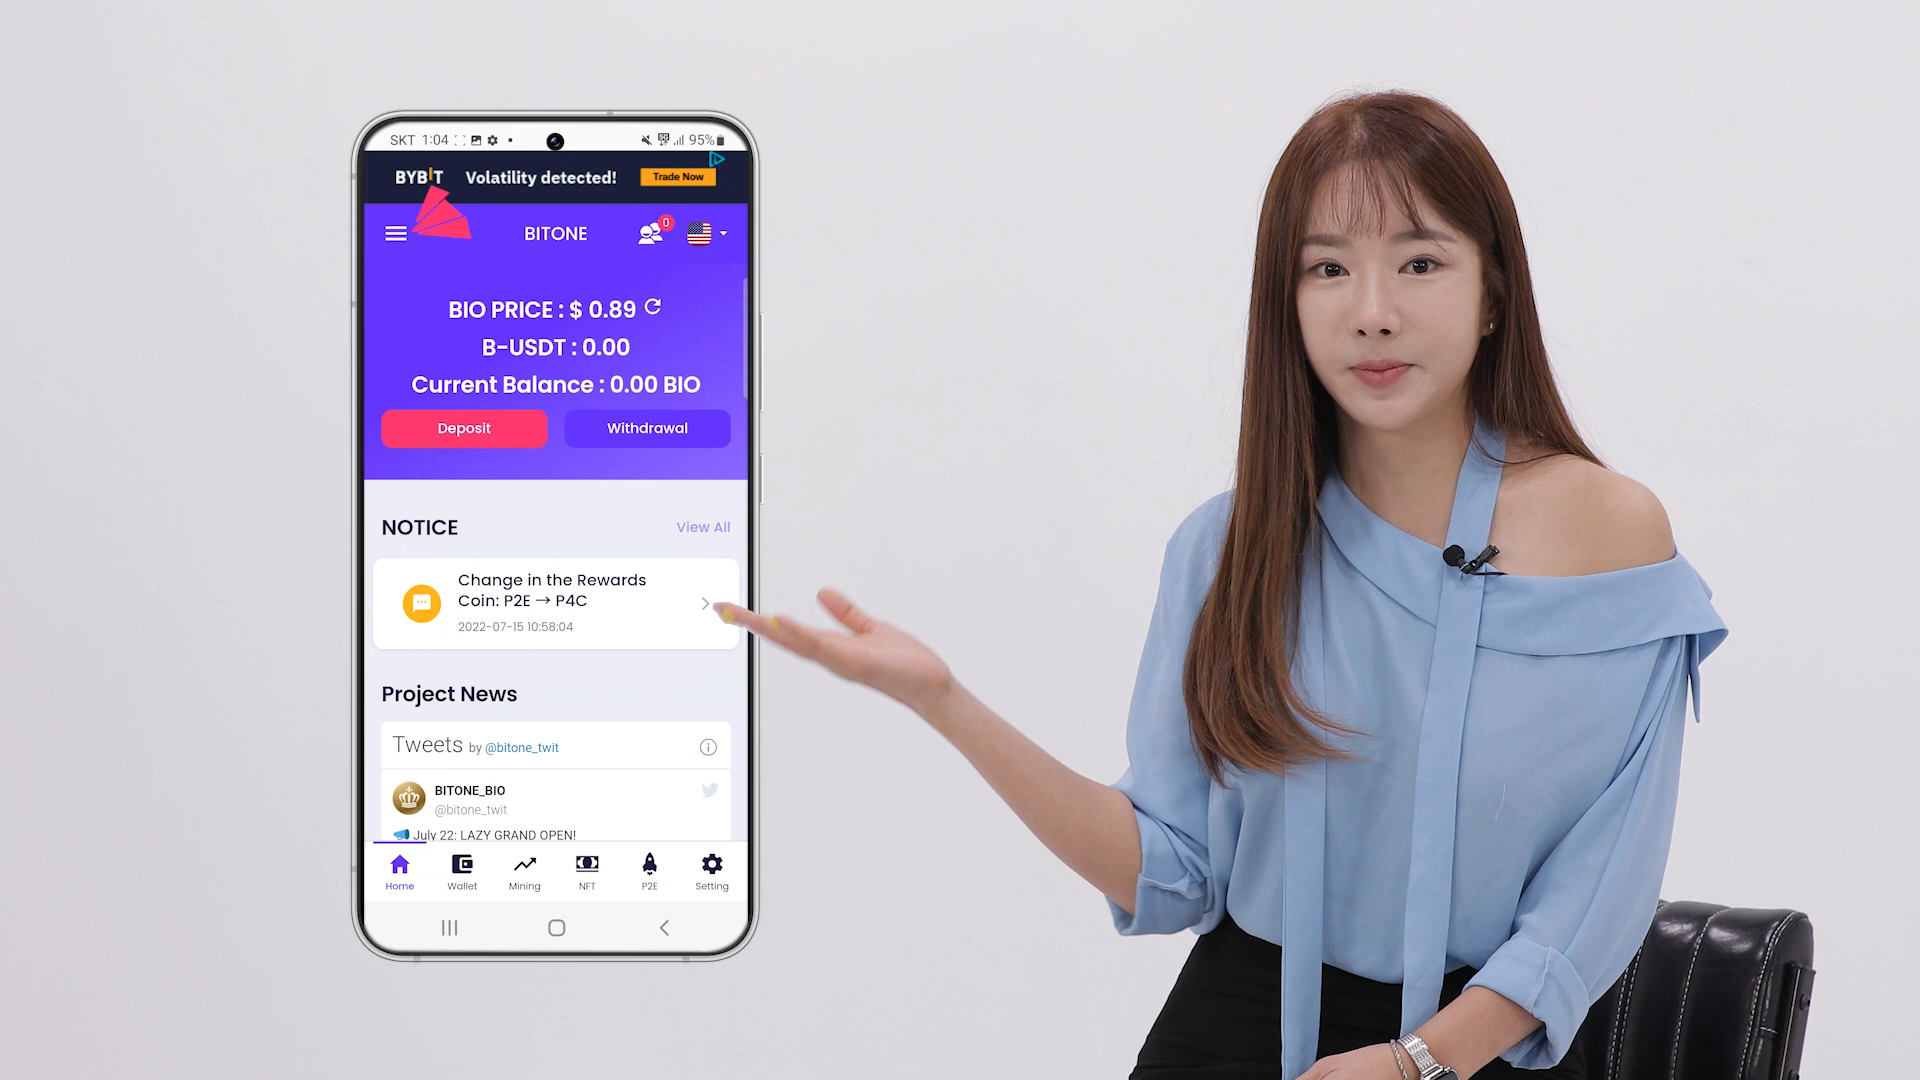 SKT 1:04
95%
BYBIT Volatility detected! Trade Now
BITONE
0
BIO PRICE : $ 0.89
B-USDT : 0.00
Current Balance : 0.00 BIO
Deposit Withdrawal
NOTICE View All
Change in the Rewards
Coin: P2E → P4C
2022-07-15 10:58:04
Project News
Tweets by @bitone_twit
BITONE_BIO
@bitone_twit
July 22: LAZY GRAND OPEN!
Home Wallet Mining NFT P2E Setting